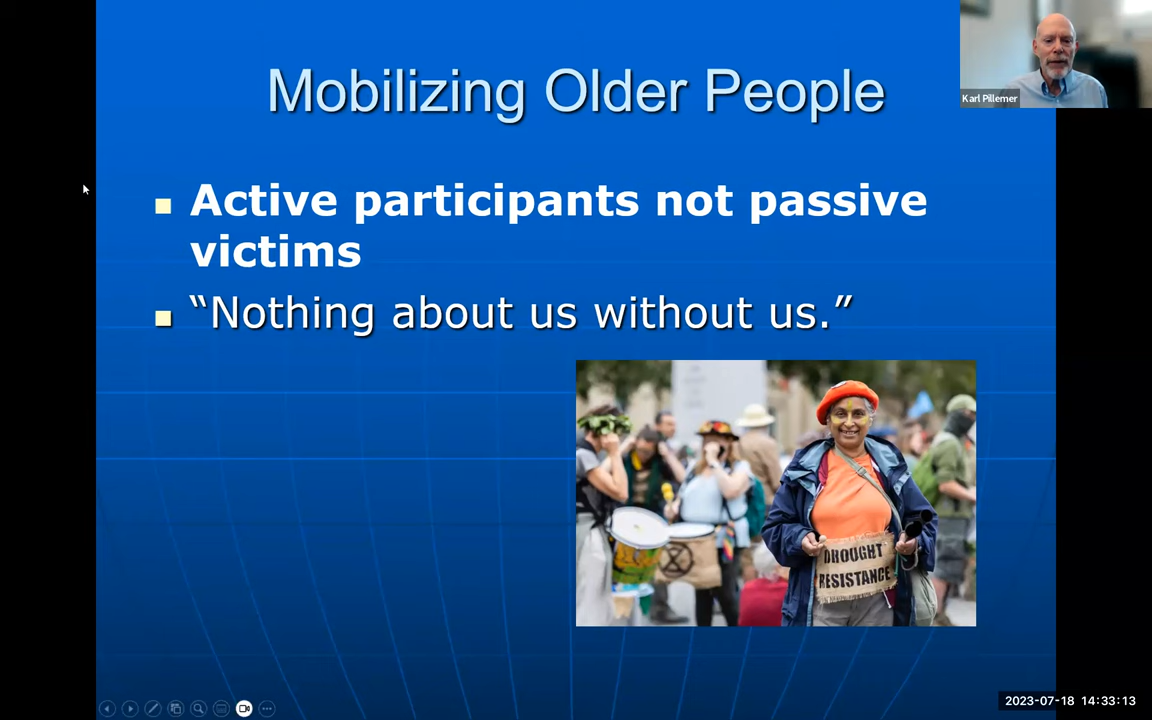 Mobilizing Older People
Karl Pillemer
Active participants not passive
victims
“Nothing about us without us.”
DROUGHT
RESISTANCE
2023-07-18 14:33:13